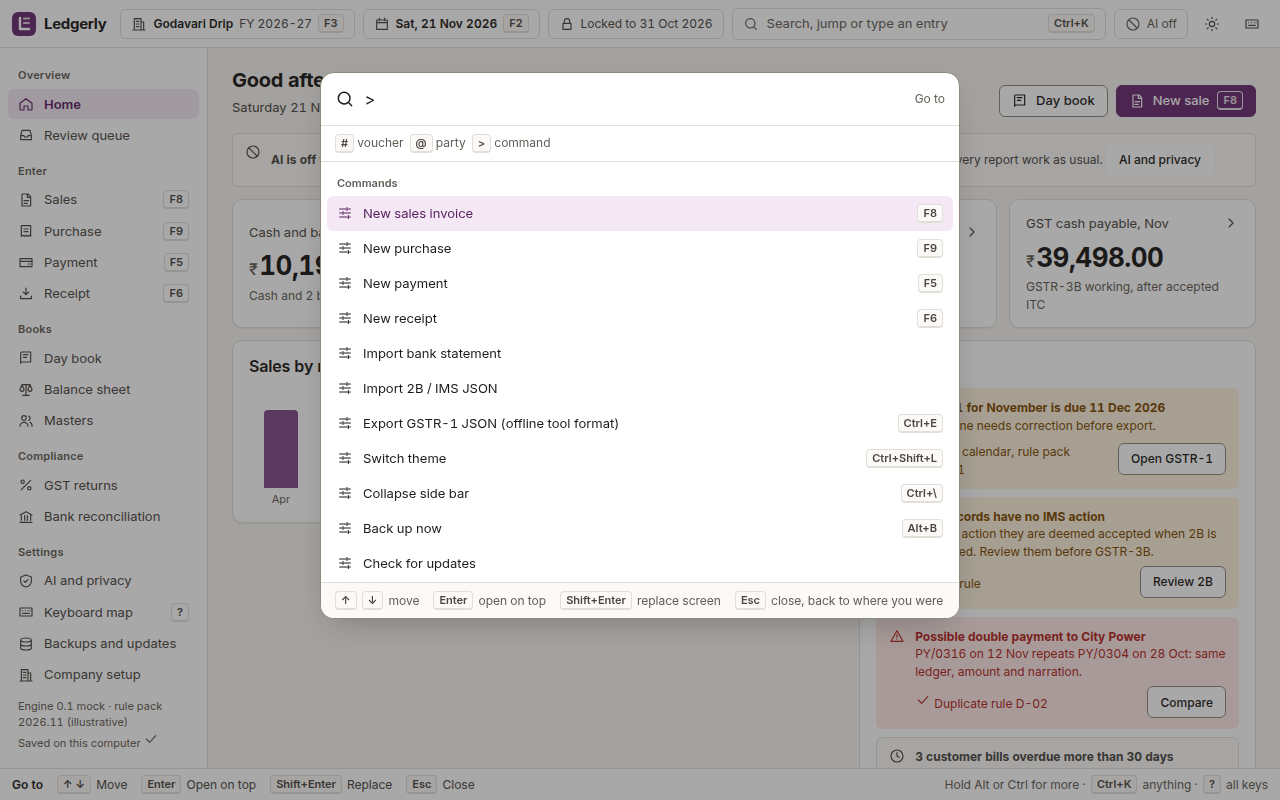 Ledgerly
Godavari Drip FY 2026-27 F3
Sat, 21 Nov 2026 F2
Locked to 31 Oct 2026
Search, jump or type an entry Ctrl+K
AI off
Overview
Home
Review queue
Enter
Sales F8
Purchase F9
Payment F5
Receipt F6
Books
Day book
Balance sheet
Masters
Compliance
GST returns
Bank reconciliation
Settings
AI and privacy
Keyboard map ?
Backups and updates
Company setup
Engine 0.1 mock · rule pack
2026.11 (illustrative)
Saved on this computer
Good afte
Saturday 21 N
Day book
New sale F8
AI is off
very report work as usual. AI and privacy
Cash and ba
₹10,19
Cash and 2 b
GST cash payable, Nov
₹39,498.00
GSTR-3B working, after accepted
ITC
Sales by
Apr
> Go to
# voucher @ party > command
Commands
New sales invoice F8
New purchase F9
New payment F5
New receipt F6
Import bank statement
Import 2B / IMS JSON
Export GSTR-1 JSON (offline tool format) Ctrl+E
Switch theme Ctrl+Shift+L
Collapse side bar Ctrl+\
Back up now Alt+B
Check for updates
↑ ↓ move Enter open on top Shift+Enter replace screen Esc close, back to where you were
1 for November is due 11 Dec 2026
ne needs correction before export.
calendar, rule pack
1
Open GSTR-1
cords have no IMS action
action they are deemed accepted when 2B is
ed. Review them before GSTR-3B.
rule
Review 2B
Possible double payment to City Power
PY/0316 on 12 Nov repeats PY/0304 on 28 Oct: same
ledger, amount and narration.
Duplicate rule D-02
Compare
3 customer bills overdue more than 30 days
Go to ↑ ↓ Move Enter Open on top Shift+Enter Replace Esc Close
Hold Alt or Ctrl for more · Ctrl+K anything · ? all keys